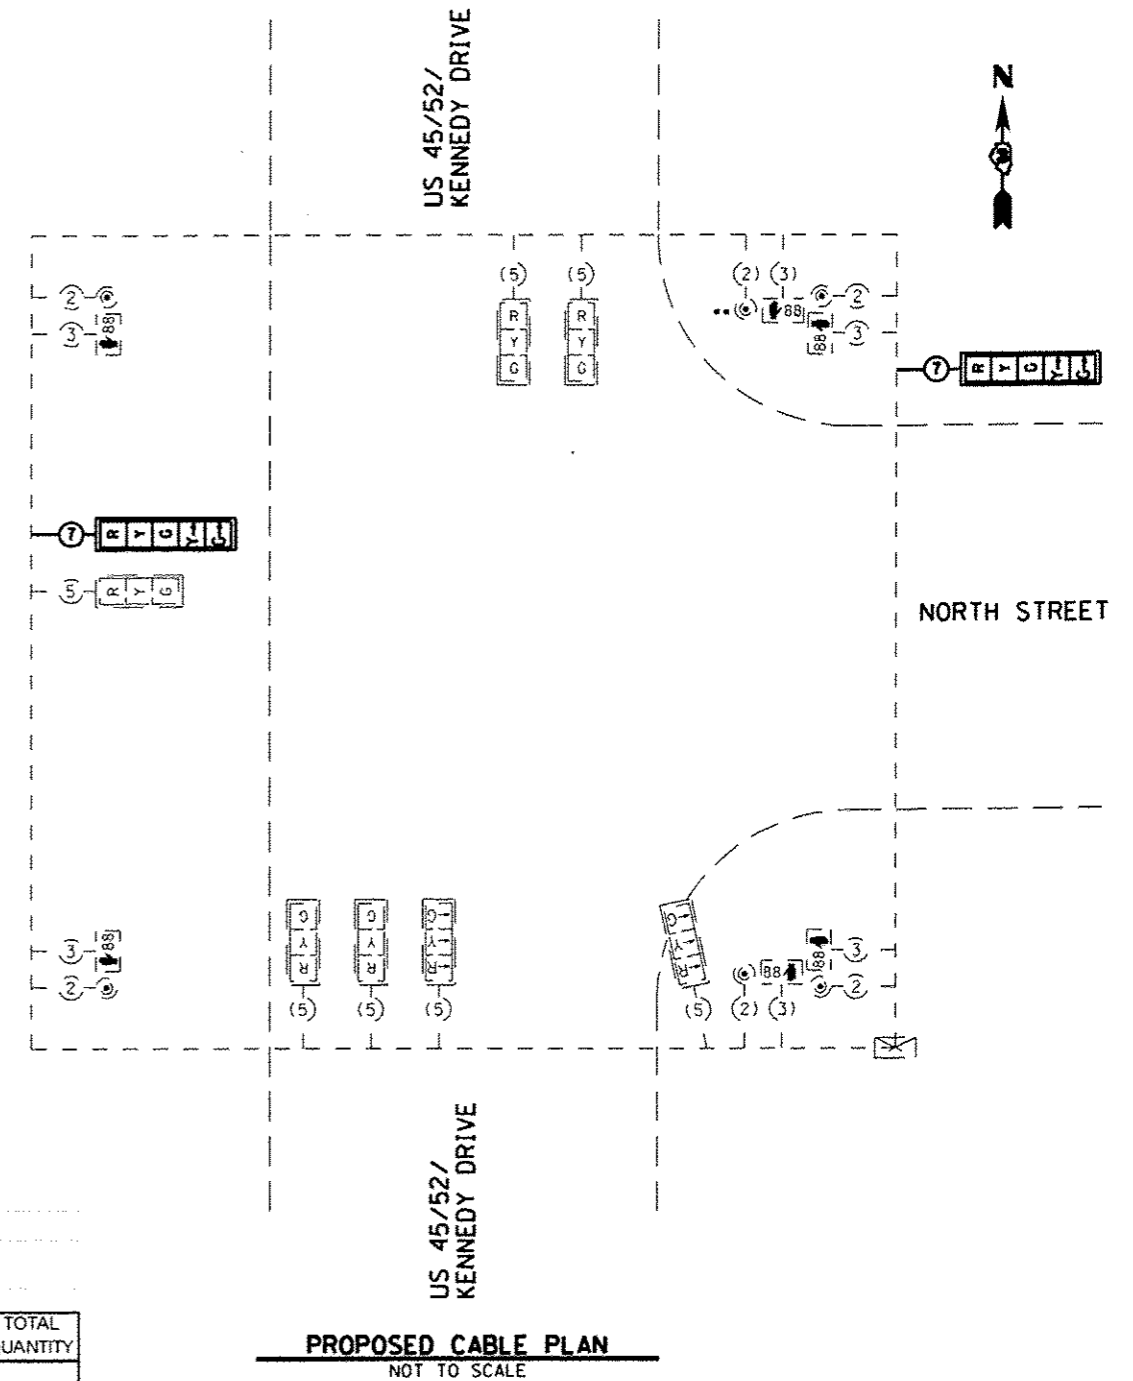 US 45/52/
KENNEDY DRIVE
N
(5) (5) (2) (3)
2 2
3 88 R R 88 3
Y Y 88
G G
7 R Y G Y G
7 R Y G Y G
5 R Y G
NORTH STREET
3 88 G G G G 88 3
Y Y Y Y 88
2 R R R R 2
(5) (5) (5) (5) (2) (3)
US 45/52/
KENNEDY DRIVE
TOTAL
UANTITY
PROPOSED CABLE PLAN
NOT TO SCALE